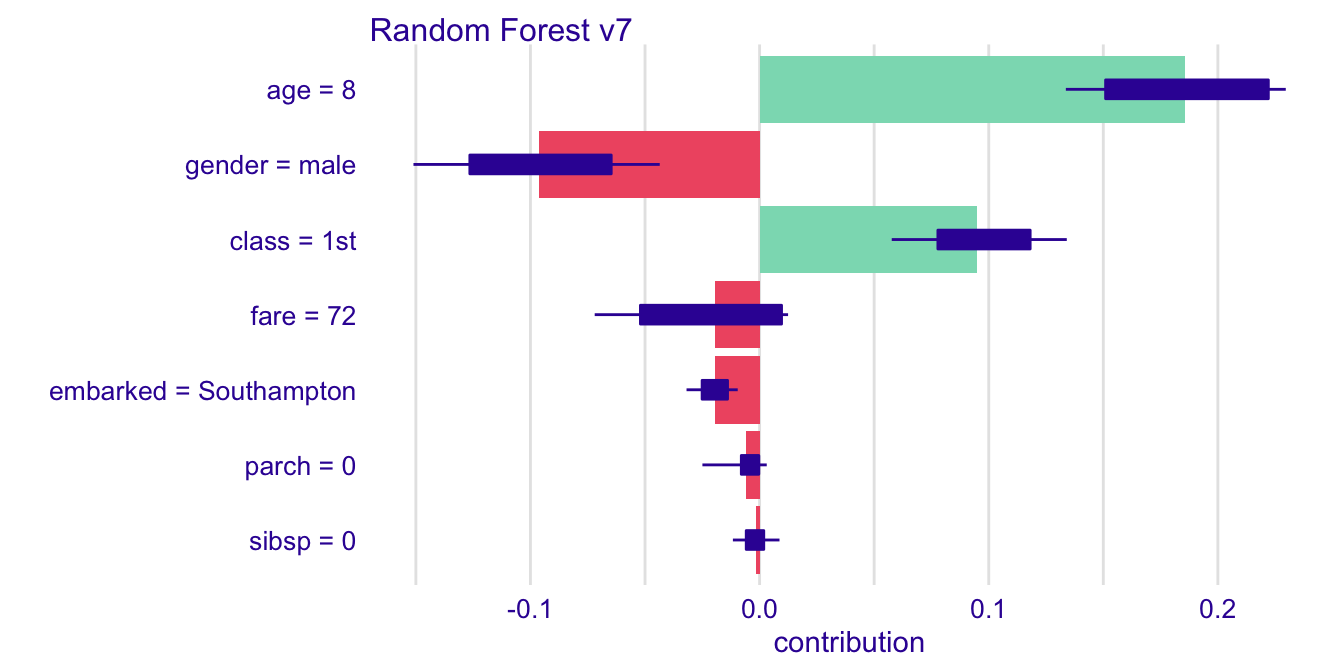 Random Forest v7
age = 8
gender = male
class = 1st
fare = 72
embarked = Southampton
parch = 0
sibsp = 0
-0.1 0.0 0.1 0.2
contribution